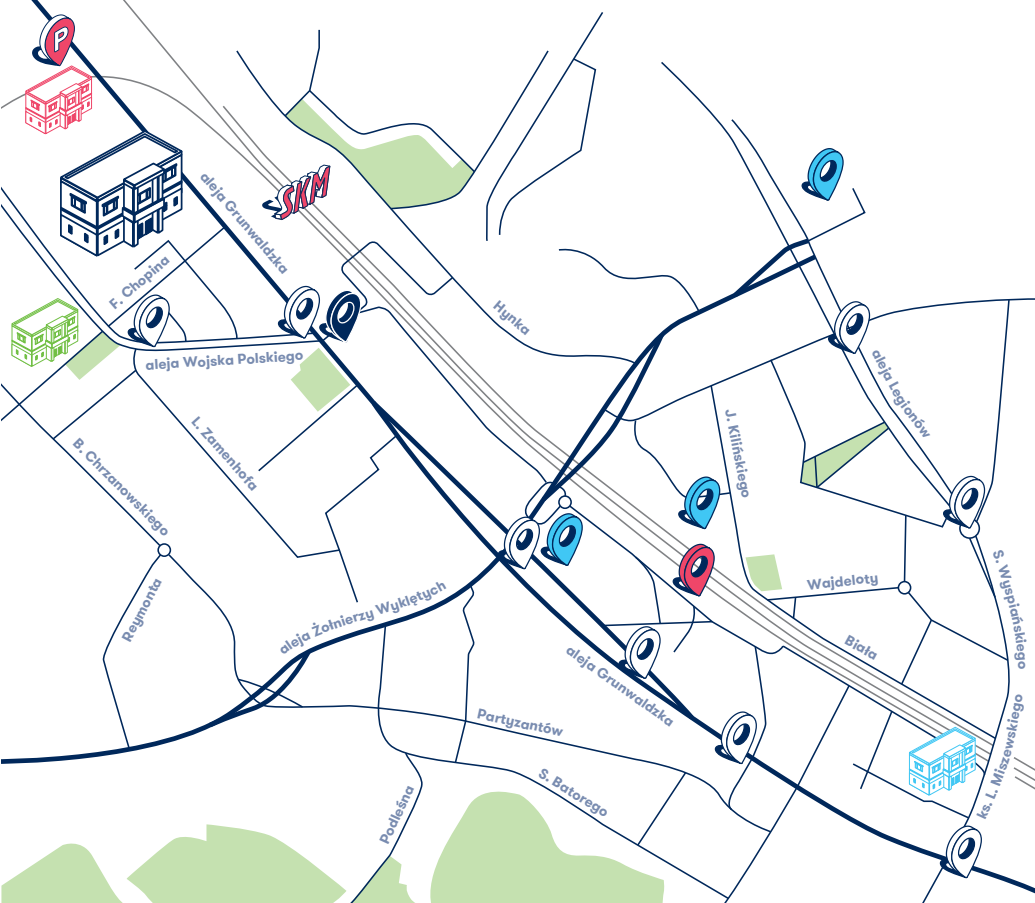 P
SKM
aleja Grunwaldzka
F. Chopina
Hynka
aleja Wojska Polskiego
aleja Legionów
J. Kilińskiego
L. Zamenhofa
B. Chrzanowskiego
Wajdeloty
S. Wyspiańskiego
Reymonta
aleja Żołnierzy Wyklętych
Biała
aleja Grunwaldzka
Partyzantów
ks. L. Miszewskiego
S. Batorego
Podleśna